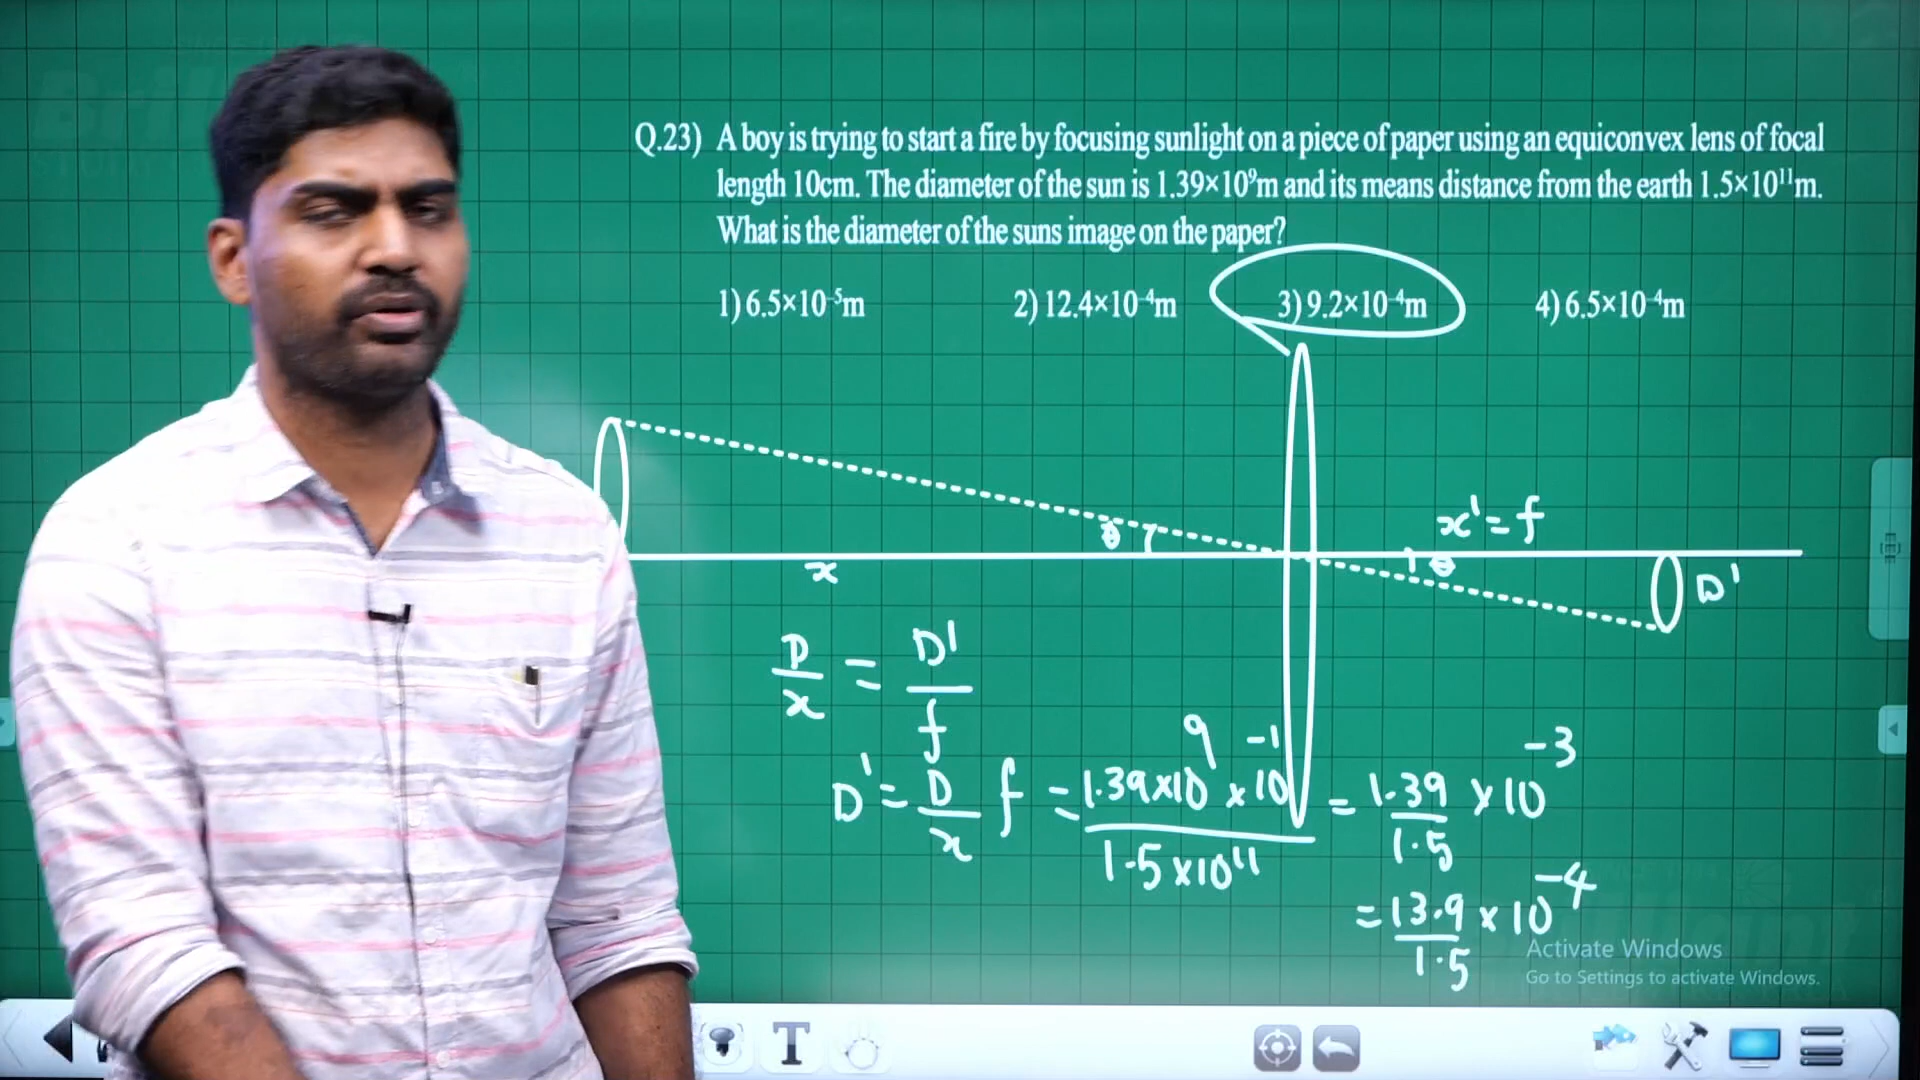 Q.23) A boy is trying to start a fire by focusing sunlight on a piece of paper using an equiconvex lens of focal
length 10cm. The diameter of the sun is 1.39×10⁹m and its means distance from the earth 1.5×10¹¹m.
What is the diameter of the suns image on the paper?
1) 6.5×10⁻⁵m 2) 12.4×10⁻⁴m 3) 9.2×10⁻⁴m 4) 6.5×10⁻⁴m
x' = f
θ
x θ D'
D/x = D'/f
D' = D/x f = 1.39×10⁹ × 10⁻¹ / 1.5×10¹¹ = 1.39/1.5 × 10⁻³
= 13.9/1.5 × 10⁻⁴
Activate Windows
Go to Settings to activate Windows.
T